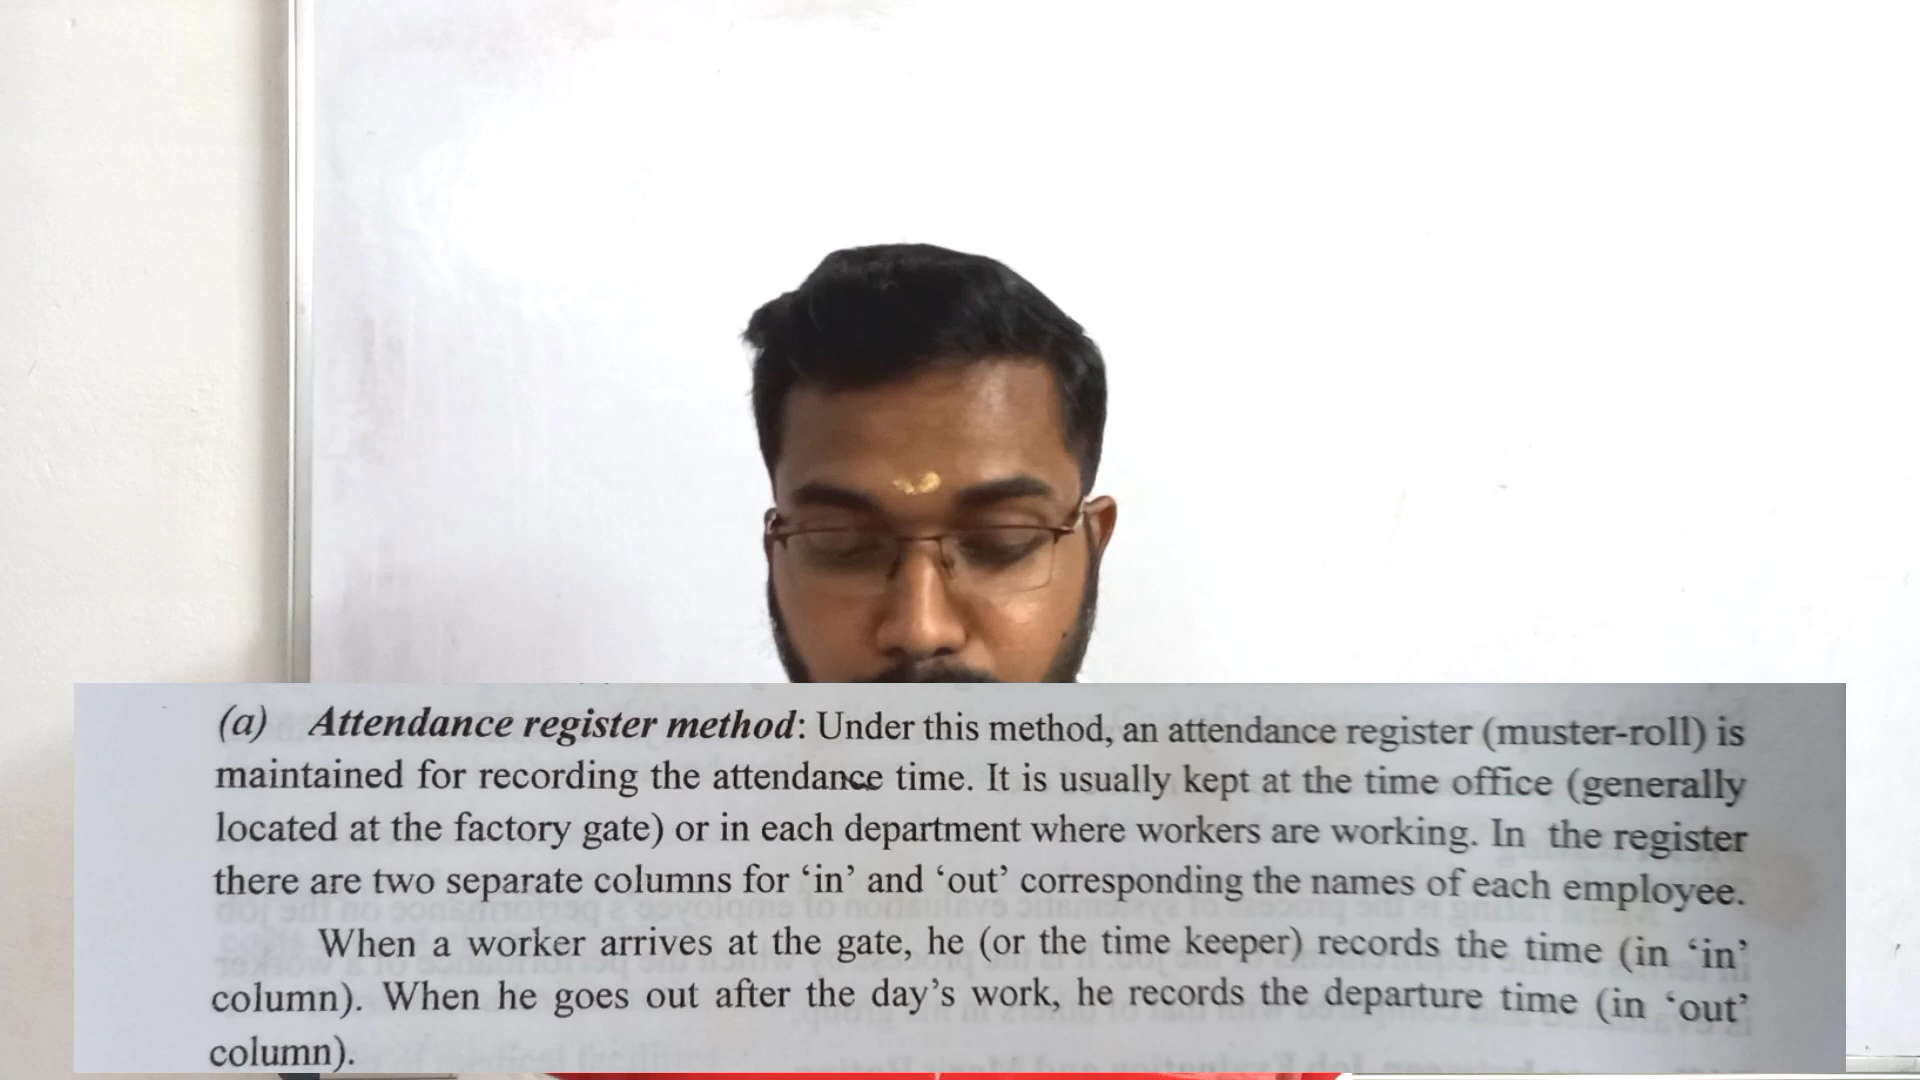 (a) Attendance register method: Under this method, an attendance register (muster-roll) is
maintained for recording the attendance time. It is usually kept at the time office (generally
located at the factory gate) or in each department where workers are working. In the register
there are two separate columns for ‘in’ and ‘out’ corresponding the names of each employee.
When a worker arrives at the gate, he (or the time keeper) records the time (in ‘in’
column). When he goes out after the day’s work, he records the departure time (in ‘out’
column).